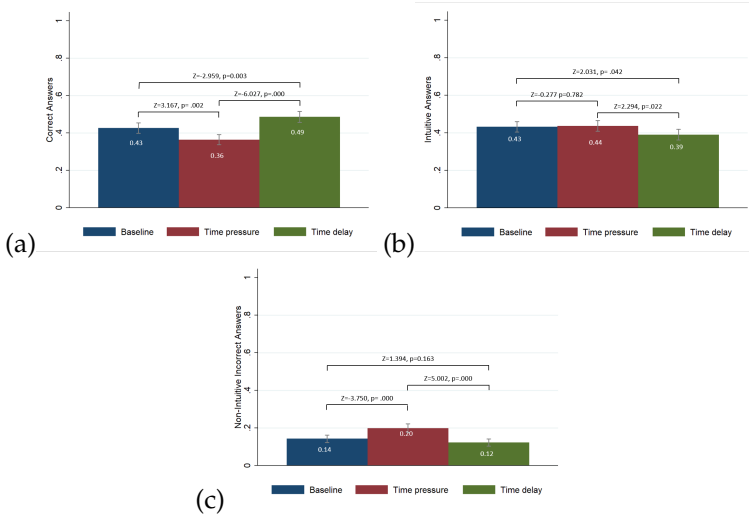 1
.8
.6
.4
.2
0
Correct Answers
Z=-2.959, p=0.003
Z=-6.027, p=.000
Z=3.167, p= .002
0.43
0.36
0.49
Baseline
Time pressure
Time delay
(a)
1
.8
.6
.4
.2
0
Intuitive Answers
Z=2.031, p= .042
Z=-0.277 p=0.782
Z=2.294, p=.022
0.43
0.44
0.39
Baseline
Time pressure
Time delay
(b)
1
.8
.6
.4
.2
0
Non-Intuitive Incorrect Answers
Z=1.394, p=0.163
Z=5.002, p=.000
Z=-3.750, p= .000
0.14
0.20
0.12
Baseline
Time pressure
Time delay
(c)